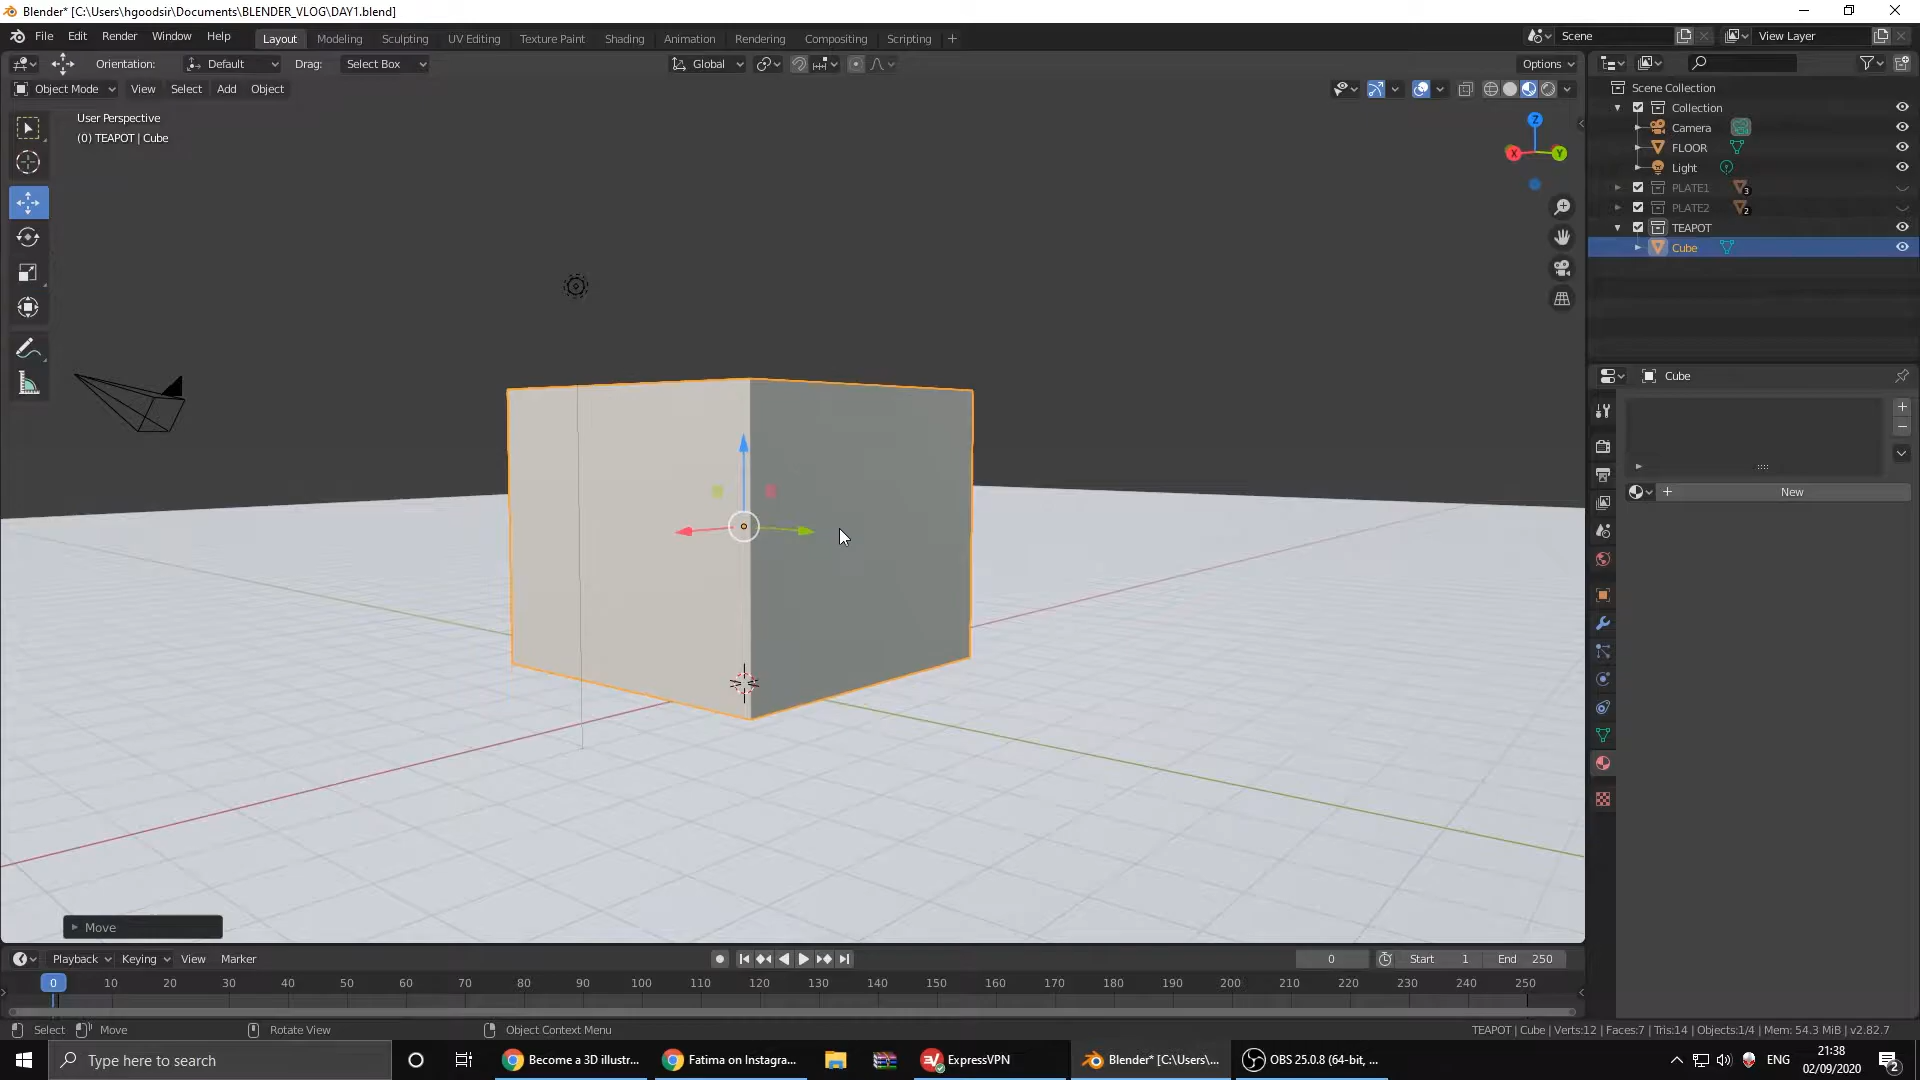 Blender* [C:\Users\hgoodsir\Documents\BLENDER_VLOG\DAY1.blend]
File Edit Render Window Help Layout Modeling Sculpting UV Editing Texture Paint Shading Animation Rendering Compositing Scripting Scene View Layer
Orientation: Default Drag: Select Box Global Options
Object Mode View Select Add Object
User Perspective
(0) TEAPOT | Cube
Z
X
Y
Scene Collection
Collection
Camera
FLOOR
Light
PLATE1 3
PLATE2 2
TEAPOT
Cube
Cube
New
Move
Playback Keying View Marker 0 Start 1 End 250
0 10 20 30 40 50 60 70 80 90 100 110 120 130 140 150 160 170 180 190 200 210 220 230 240 250
Select Move Rotate View Object Context Menu TEAPOT | Cube | Verts:12 | Faces:7 | Tris:14 | Objects:1/4 | Mem: 54.3 MiB | v2.82.7
Type here to search Become a 3D illustr... Fatima on Instagra... ExpressVPN Blender* [C:\Users\... OBS 25.0.8 (64-bit, ... ENG 21:38
02/09/2020 2